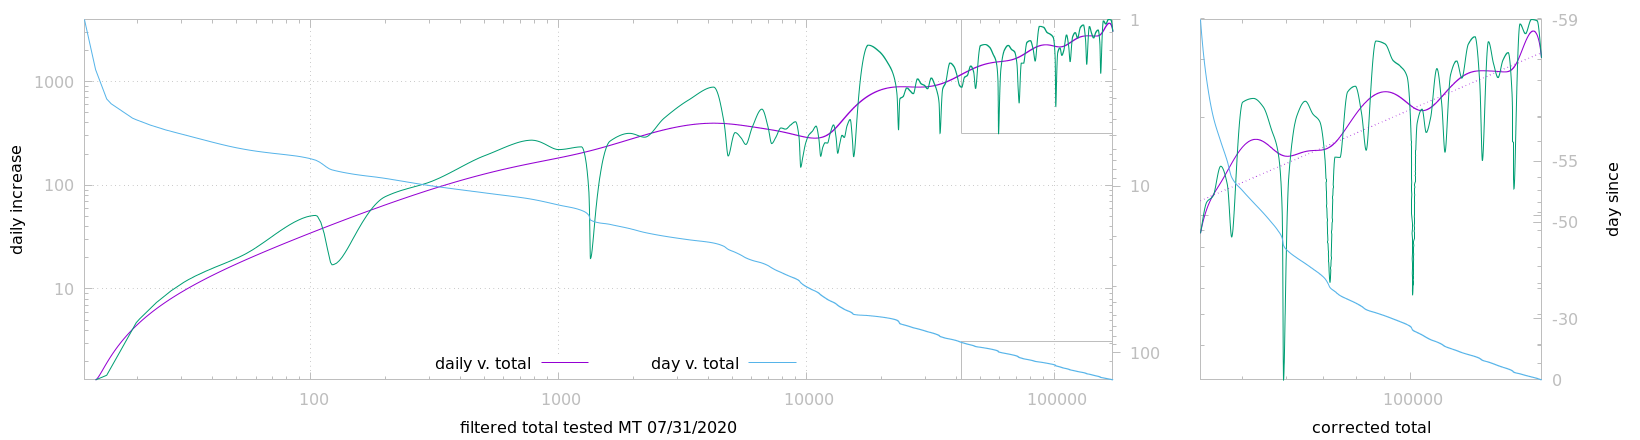 daily increase
1000
100
10
100
1000
10000
100000
1
10
100
daily v. total
day v. total
filtered total tested MT 07/31/2020
-59
-55
-50
-30
0
day since
100000
corrected total